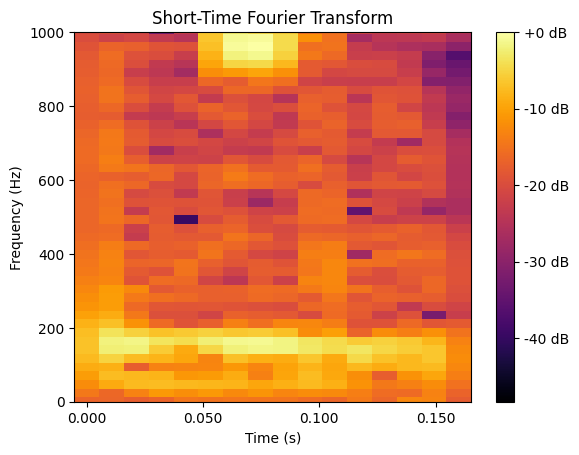 Short-Time Fourier Transform
1000
800
600
400
200
0
Frequency (Hz)
0.000
0.050
0.100
0.150
Time (s)
+0 dB
-10 dB
-20 dB
-30 dB
-40 dB